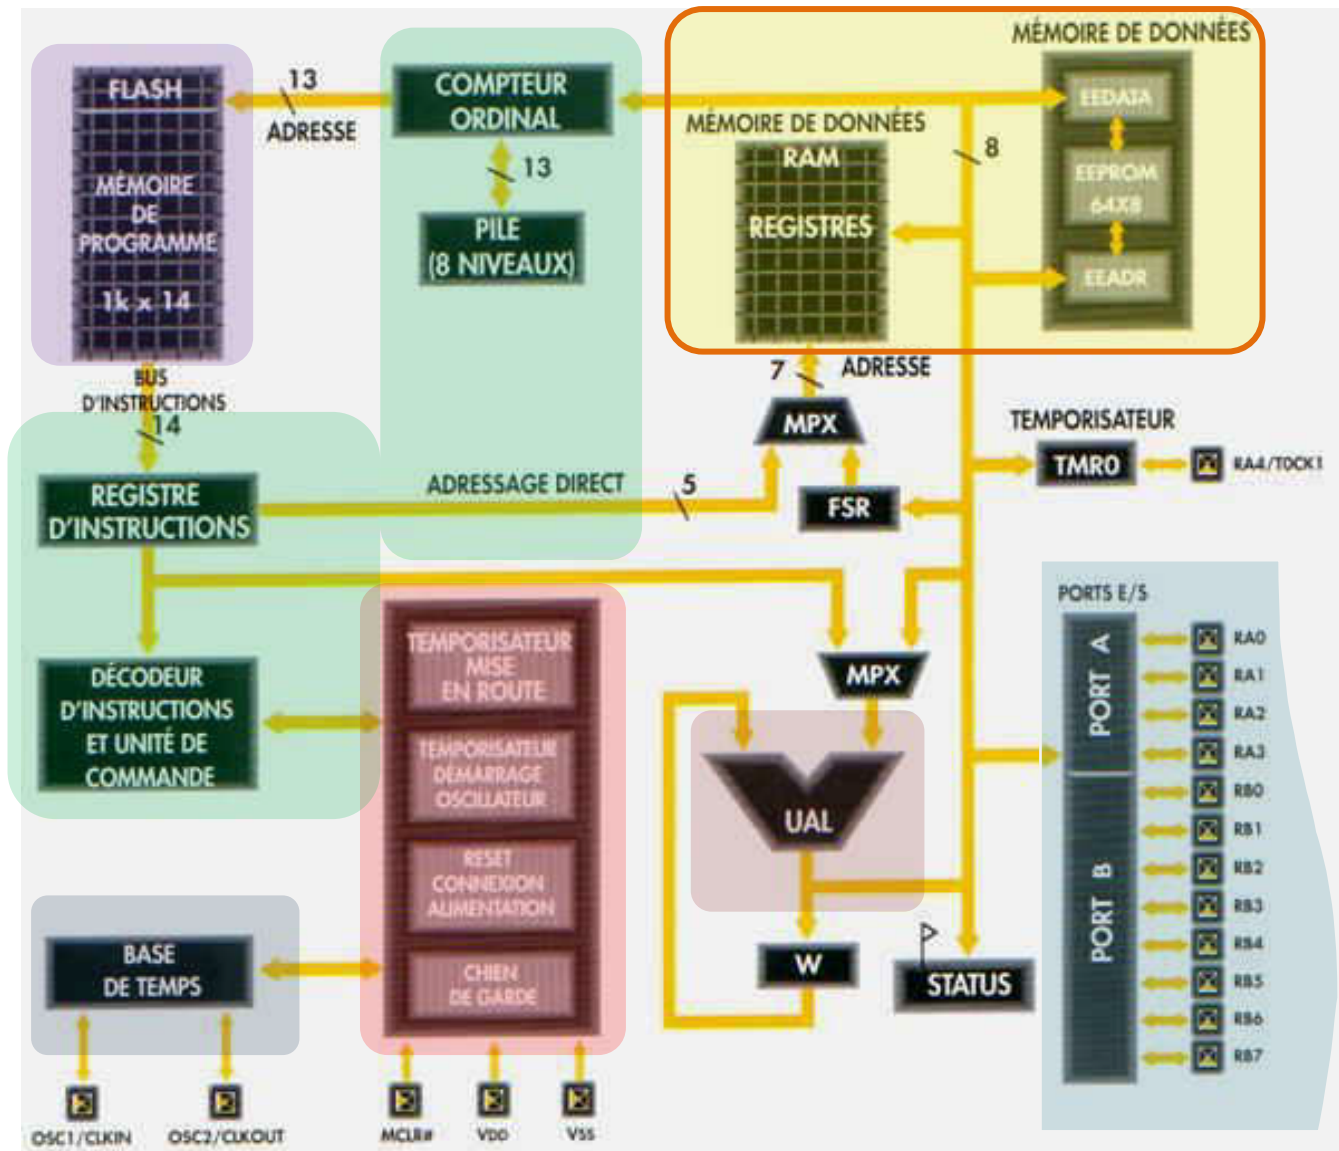 FLASH
MÉMOIRE
DE
PROGRAMME
1k x 14
13
ADRESSE
COMPTEUR
ORDINAL
13
PILE
(8 NIVEAUX)
MÉMOIRE DE DONNÉES
MÉMOIRE DE DONNÉES
RAM
REGISTRES
8
EEDATA
EEPROM
64X8
EEADR
BUS
D'INSTRUCTIONS
14
7
ADRESSE
MPX
TEMPORISATEUR
TMR0
RA4/T0CK1
REGISTRE
D'INSTRUCTIONS
ADRESSAGE DIRECT
5
FSR
DÉCODEUR
D'INSTRUCTIONS
ET UNITÉ DE
COMMANDE
TEMPORISATEUR
MISE
EN ROUTE
TEMPORISATEUR
DÉMARRAGE
OSCILLATEUR
RESET
CONNEXION
ALIMENTATION
CHIEN
DE GARDE
MPX
UAL
W
STATUS
PORTS E/S
PORT A
PORT B
RA0
RA1
RA2
RA3
RB0
RB1
RB2
RB3
RB4
RB5
RB6
RB7
BASE
DE TEMPS
OSC1/CLKIN
OSC2/CLKOUT
MCLR#
VDD
VSS